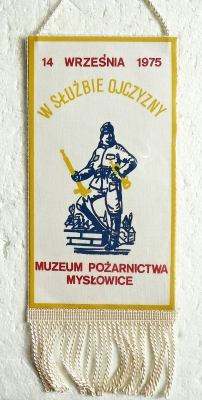 14 WRZEŚNIA 1975
W SŁUŻBIE OJCZYZNY
MUZEUM POŻARNICTWA
MYSŁOWICE